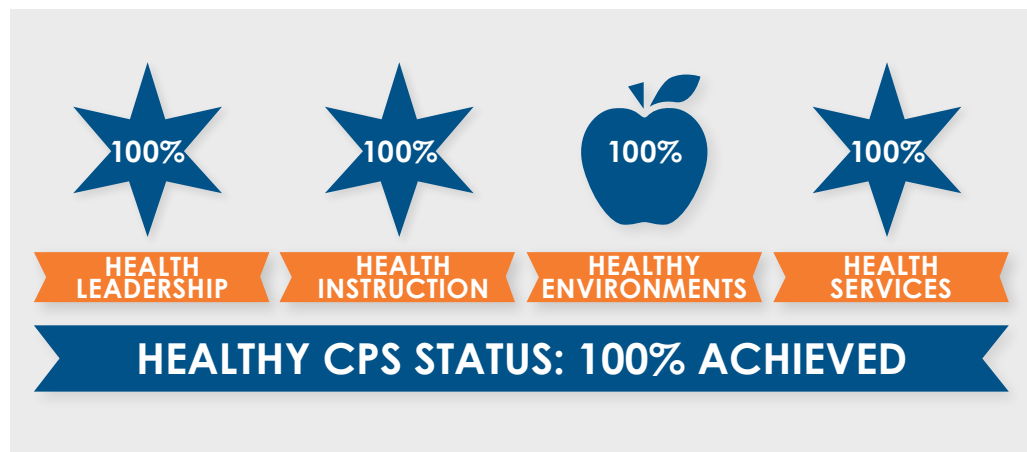 100%
100%
100%
100%
HEALTH
LEADERSHIP
HEALTH
INSTRUCTION
HEALTHY
ENVIRONMENTS
HEALTH
SERVICES
HEALTHY CPS STATUS: 100% ACHIEVED